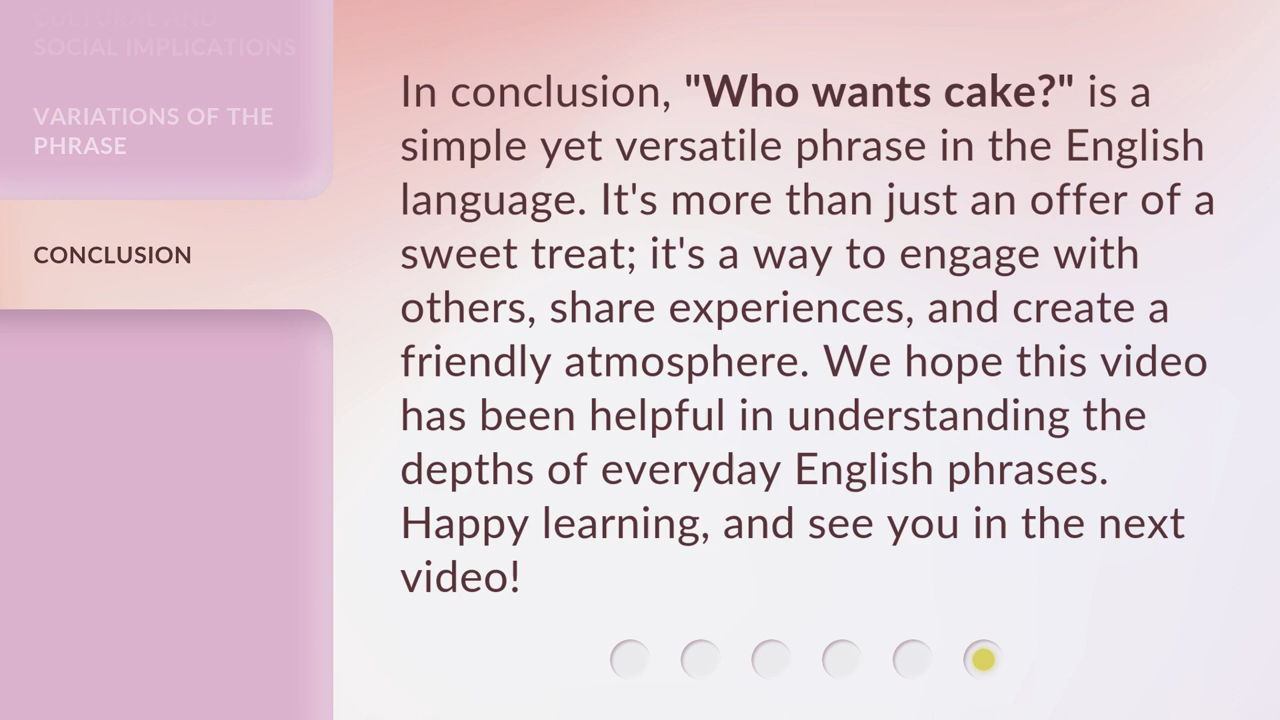 CULTURAL AND
SOCIAL IMPLICATIONS
VARIATIONS OF THE
PHRASE
CONCLUSION
In conclusion, "Who wants cake?" is a
simple yet versatile phrase in the English
language. It's more than just an offer of a
sweet treat; it's a way to engage with
others, share experiences, and create a
friendly atmosphere. We hope this video
has been helpful in understanding the
depths of everyday English phrases.
Happy learning, and see you in the next
video!